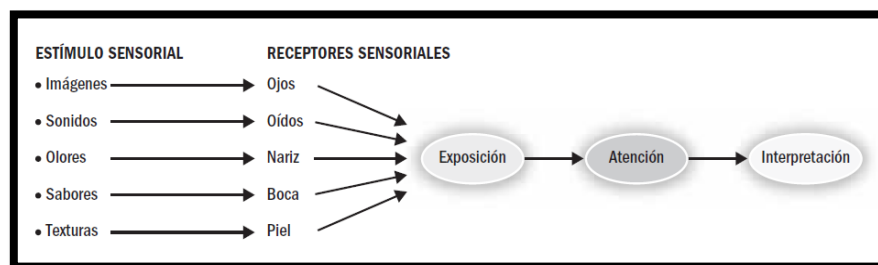 ESTÍMULO SENSORIAL RECEPTORES SENSORIALES
• Imágenes Ojos
• Sonidos Oídos
• Olores Nariz Exposición Atención Interpretación
• Sabores Boca
• Texturas Piel